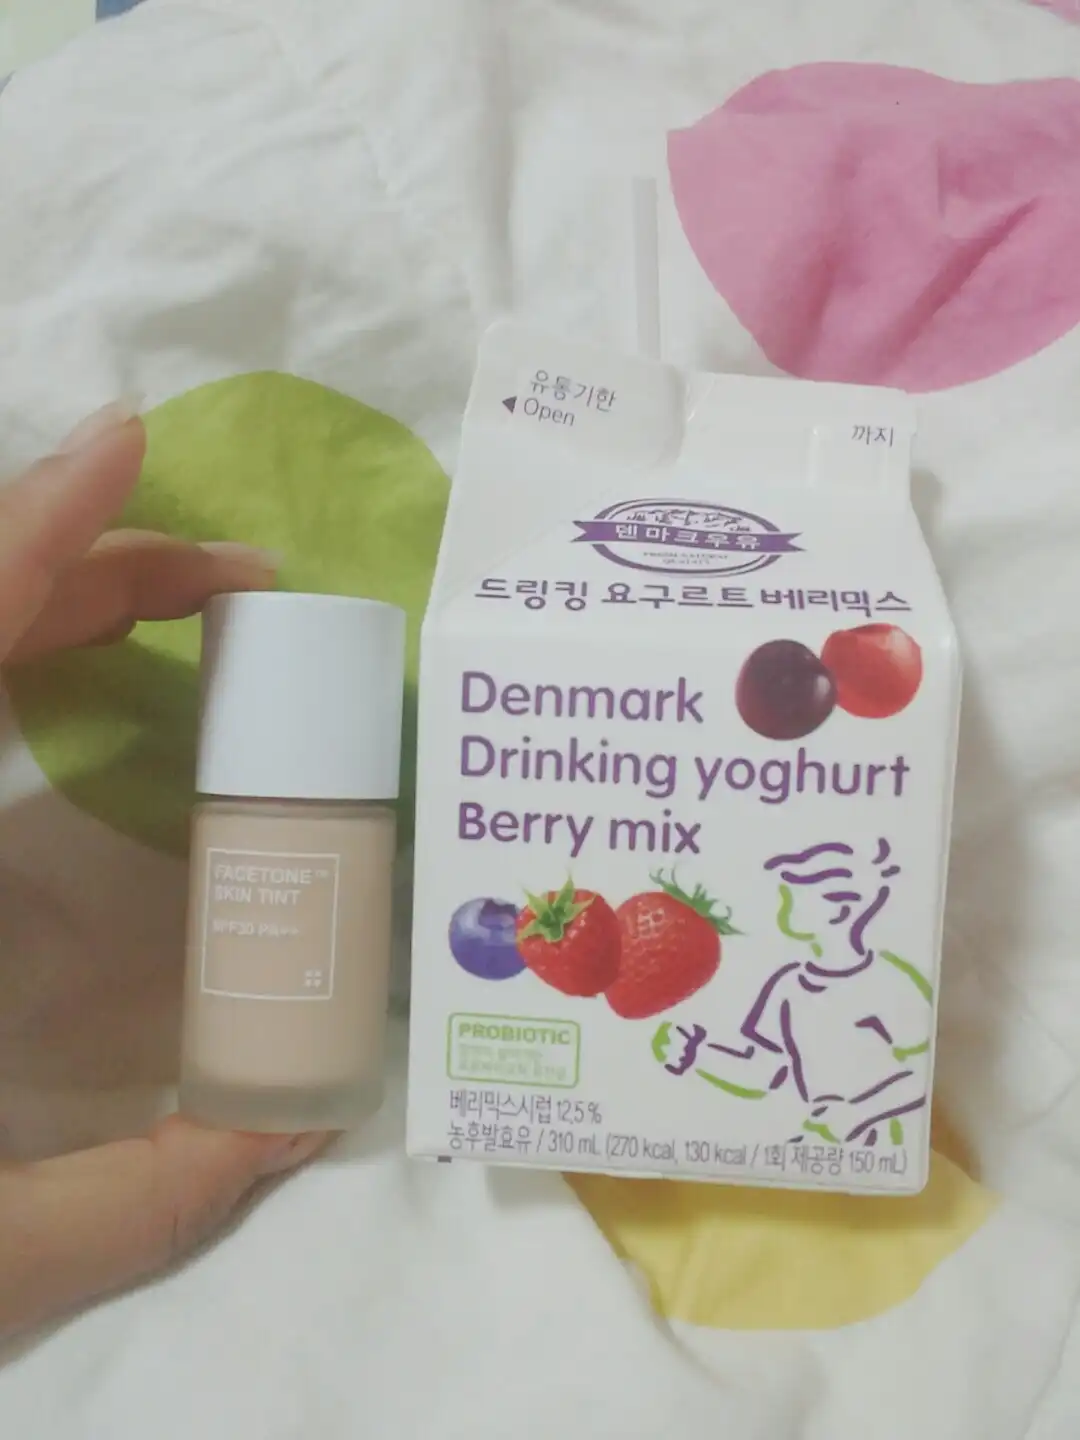 유통기한
◀ Open
까지
덴마크우유
드링킹 요구르트 베리믹스
Denmark
Drinking yoghurt
Berry mix
PROBIOTIC
베리믹스시럽 12.5%
농후발효유 / 310 mL (270 kcal, 130 kcal / 1회 제공량 150 mL)
FACETONE™
SKIN TINT
SPF30 PA++